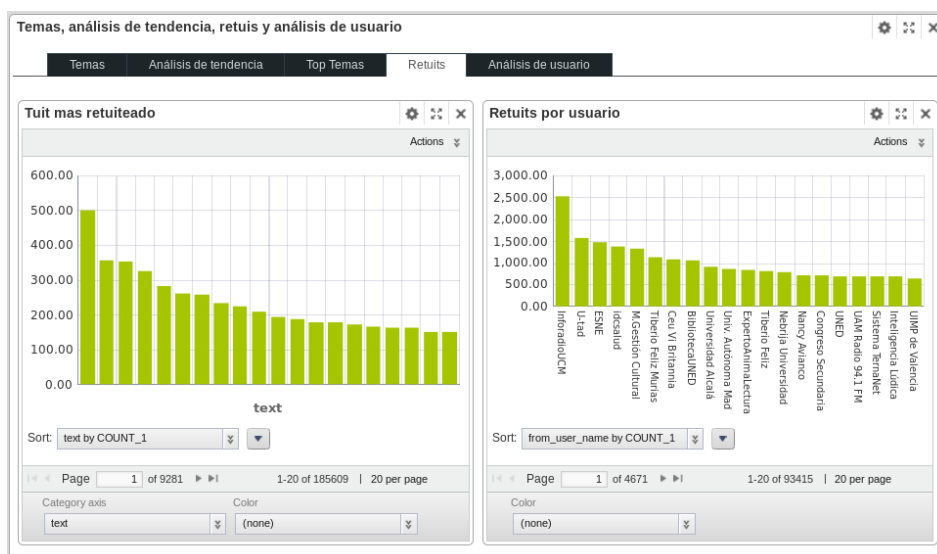 Temas, análisis de tendencia, retuis y análisis de usuario
Temas
Análisis de tendencia
Top Temas
Retuits
Análisis de usuario
Tuit mas retuiteado
Actions
600.00
500.00
400.00
300.00
200.00
100.00
0.00
text
Sort: text by COUNT_1
Page 1 of 9281 1-20 of 185609 | 20 per page
Category axis
Color
text
(none)
Retuits por usuario
Actions
3,000.00
2,500.00
2,000.00
1,500.00
1,000.00
500.00
0.00
InforadioUCM
U-tad
ESNE
idcsalud
M.Gestión Cultural
Tiberio Feliz Murias
Ceu VI Britannia
BibliotecaUNED
Universidad Alcalá
Univ. Autónoma Mad
ExpertoAnimaLectura
Tiberio Feliz
Nebrija Universidad
Nancy Avianco
Congreso Secundaria
UNED
UAM Radio 94.1 FM
Sistema TernaNet
Inteligencia Lúdica
UIMP de Valencia
Sort: from_user_name by COUNT_1
Page 1 of 4671 1-20 of 93415 | 20 per page
Color
(none)